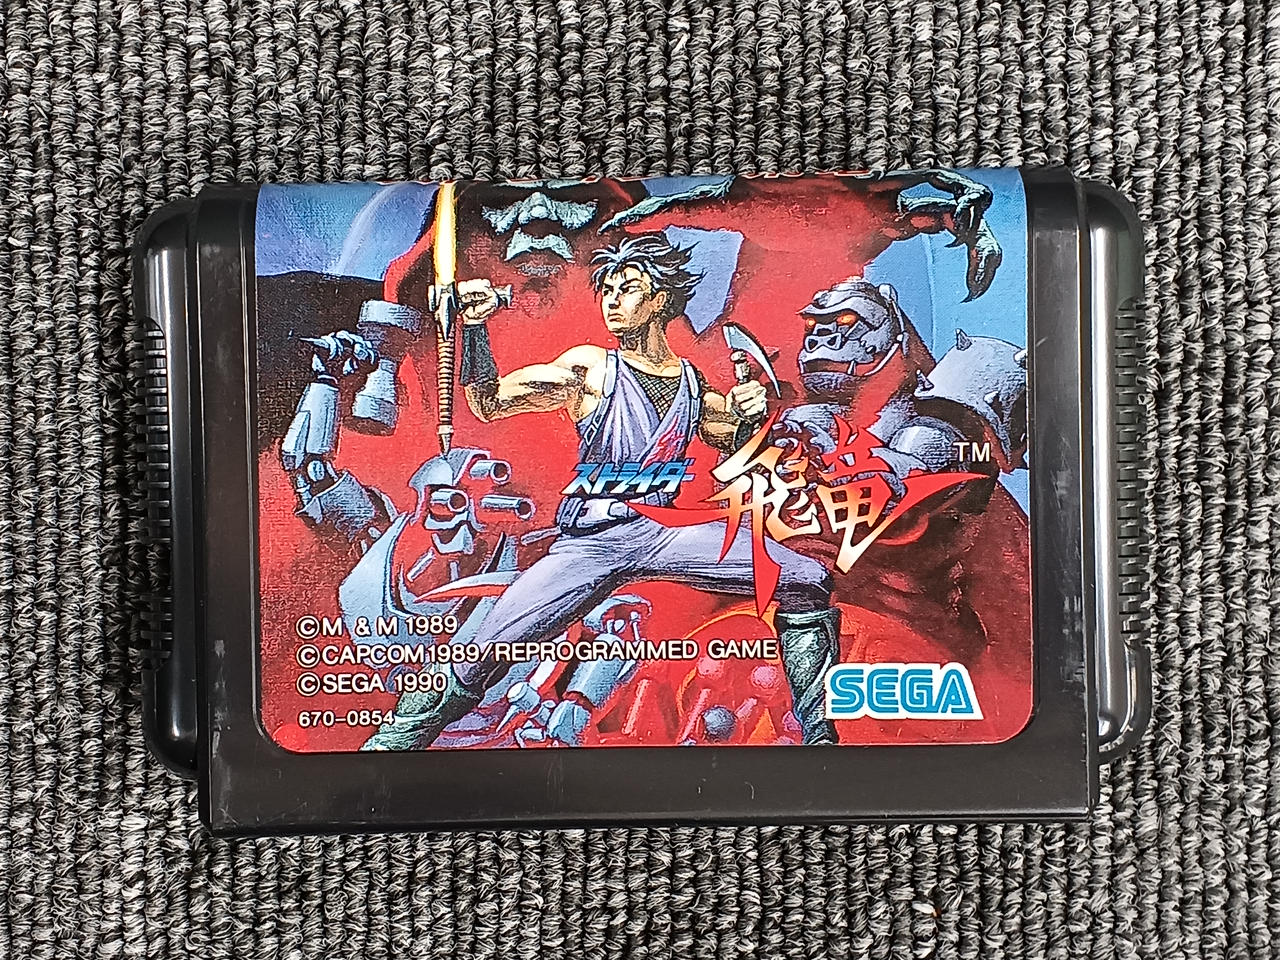 ストライダー 飛竜 TM
©M & M 1989
©CAPCOM 1989/REPROGRAMMED GAME
©SEGA 1990
670-0854
SEGA